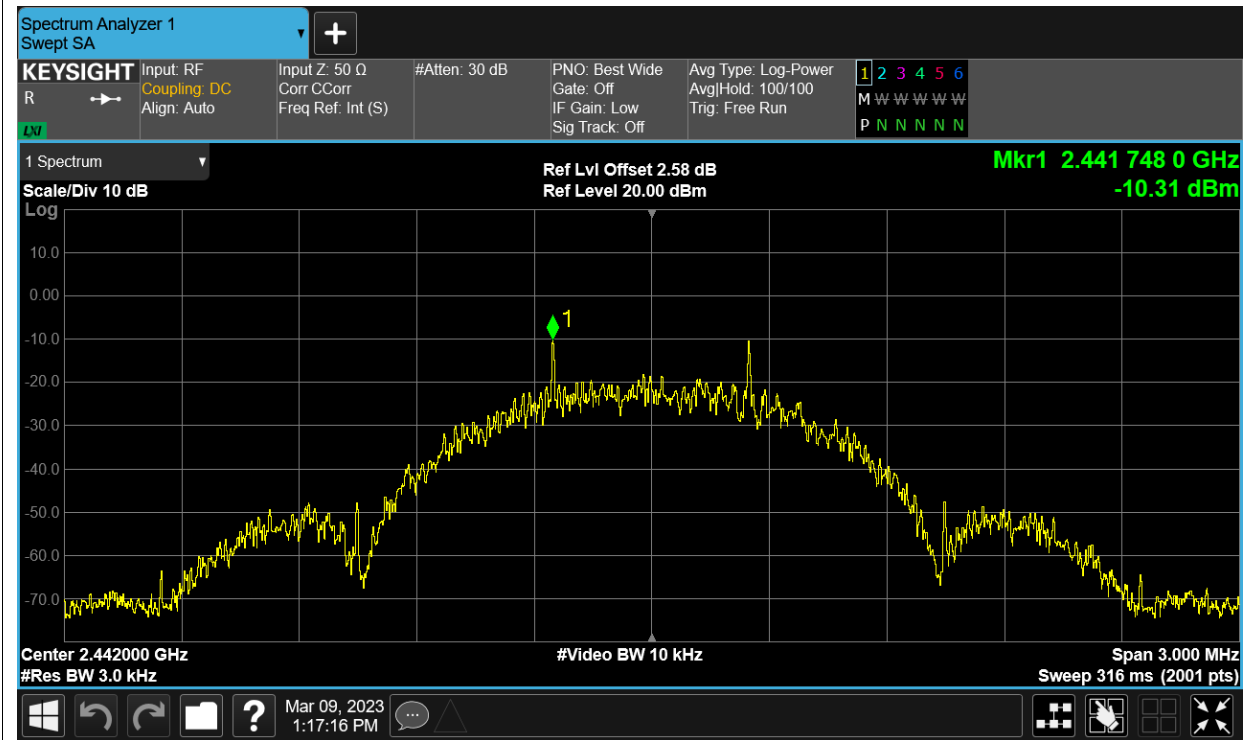 Spectrum Analyzer 1
Swept SA
KEYSIGHT
R
LXI
Input: RF
Coupling: DC
Align: Auto
Input Z: 50 Ω
Corr CCorr
Freq Ref: Int (S)
#Atten: 30 dB
PNO: Best Wide
Gate: Off
IF Gain: Low
Sig Track: Off
Avg Type: Log-Power
Avg|Hold: 100/100
Trig: Free Run
1 2 3 4 5 6
M W W W W W
P N N N N N
1 Spectrum
Scale/Div 10 dB
Log
Ref Lvl Offset 2.58 dB
Ref Level 20.00 dBm
Mkr1 2.441 748 0 GHz
-10.31 dBm
10.0
0.00
1
-10.0
-20.0
-30.0
-40.0
-50.0
-60.0
-70.0
Center 2.442000 GHz
#Video BW 10 kHz
Span 3.000 MHz
#Res BW 3.0 kHz
Sweep 316 ms (2001 pts)
?
Mar 09, 2023
1:17:16 PM